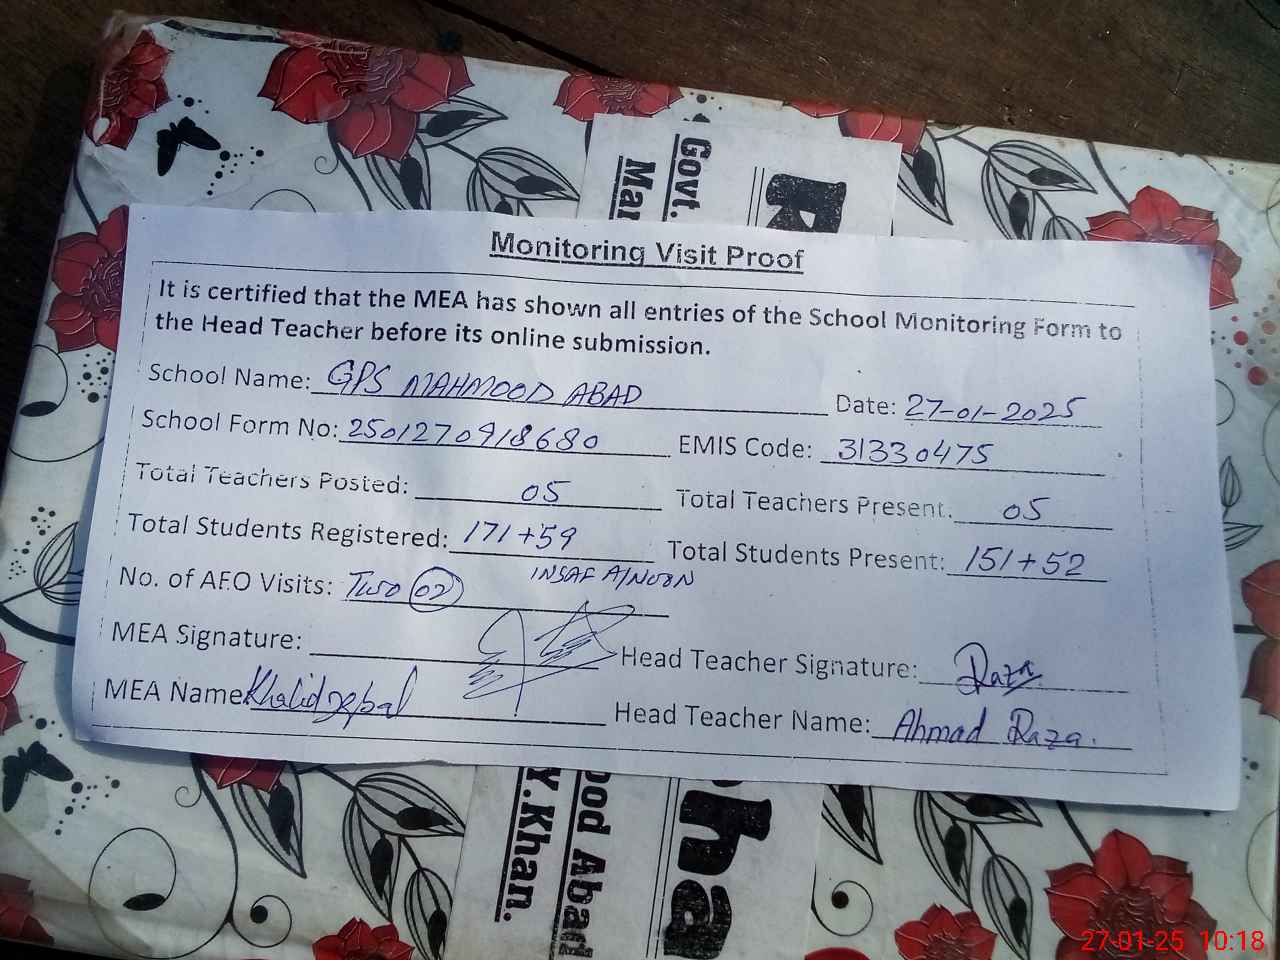 Govt.
Mar
R
Monitoring Visit Proof
It is certified that the MEA has shown all entries of the School Monitoring Form to
the Head Teacher before its online submission.
School Name: GPS MAHMOOD ABAD Date: 27-01-2025
School Form No: 2501270918680 EMIS Code: 31330475
Total Teachers Posted: 05 Total Teachers Present: 05
Total Students Registered: 171+59 Total Students Present: 151+52
INSAF A/NOON
No. of AFO Visits: Two 02
MEA Signature: Head Teacher Signature: Raza
MEA Name Khalid Iqbal Head Teacher Name: Ahmad Raza.
pha
ood Abad
Y.Khan.
27-01-25 10:18